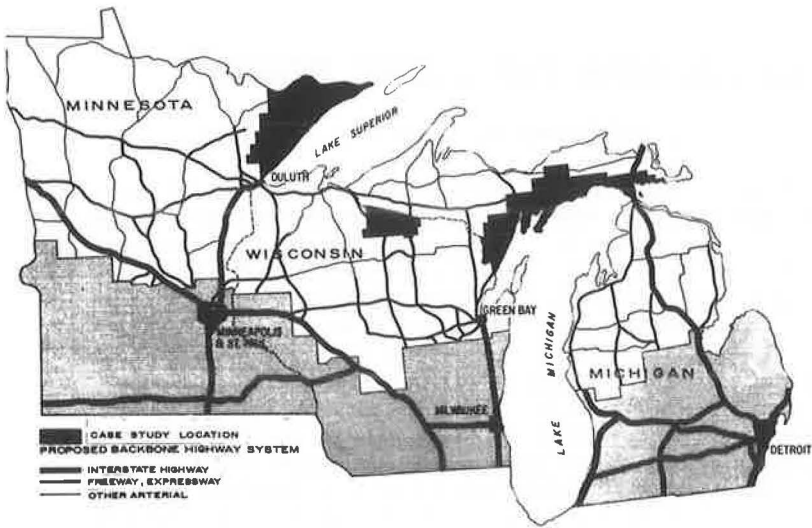 MINNESOTA
LAKE SUPERIOR
DULUTH
WISCONSIN
GREEN BAY
MINNEAPOLIS
& ST. PAUL
LAKE MICHIGAN
MICHIGAN
MILWAUKEE
DETROIT
CASE STUDY LOCATION
PROPOSED BACKBONE HIGHWAY SYSTEM
INTERSTATE HIGHWAY
FREEWAY, EXPRESSWAY
OTHER ARTERIAL